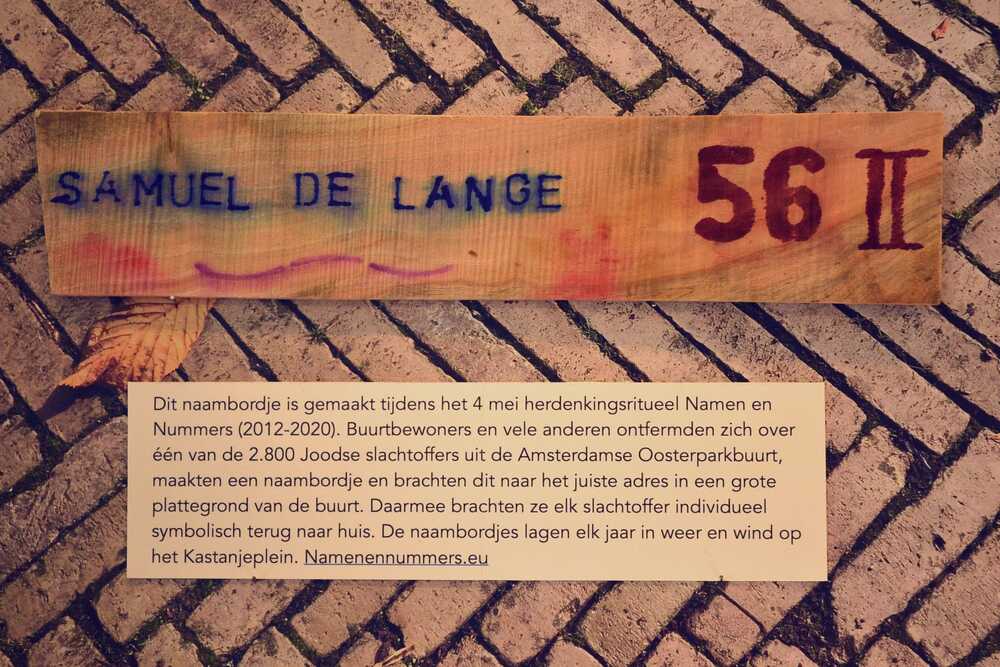 SAMUEL DE LANGE 56 II
Dit naambordje is gemaakt tijdens het 4 mei herdenkingsritueel Namen en
Nummers (2012-2020). Buurtbewoners en vele anderen ontfermden zich over
één van de 2.800 Joodse slachtoffers uit de Amsterdamse Oosterparkbuurt,
maakten een naambordje en brachten dit naar het juiste adres in een grote
plattegrond van de buurt. Daarmee brachten ze elk slachtoffer individueel
symbolisch terug naar huis. De naambordjes lagen elk jaar in weer en wind op
het Kastanjeplein. Namenennummers.eu